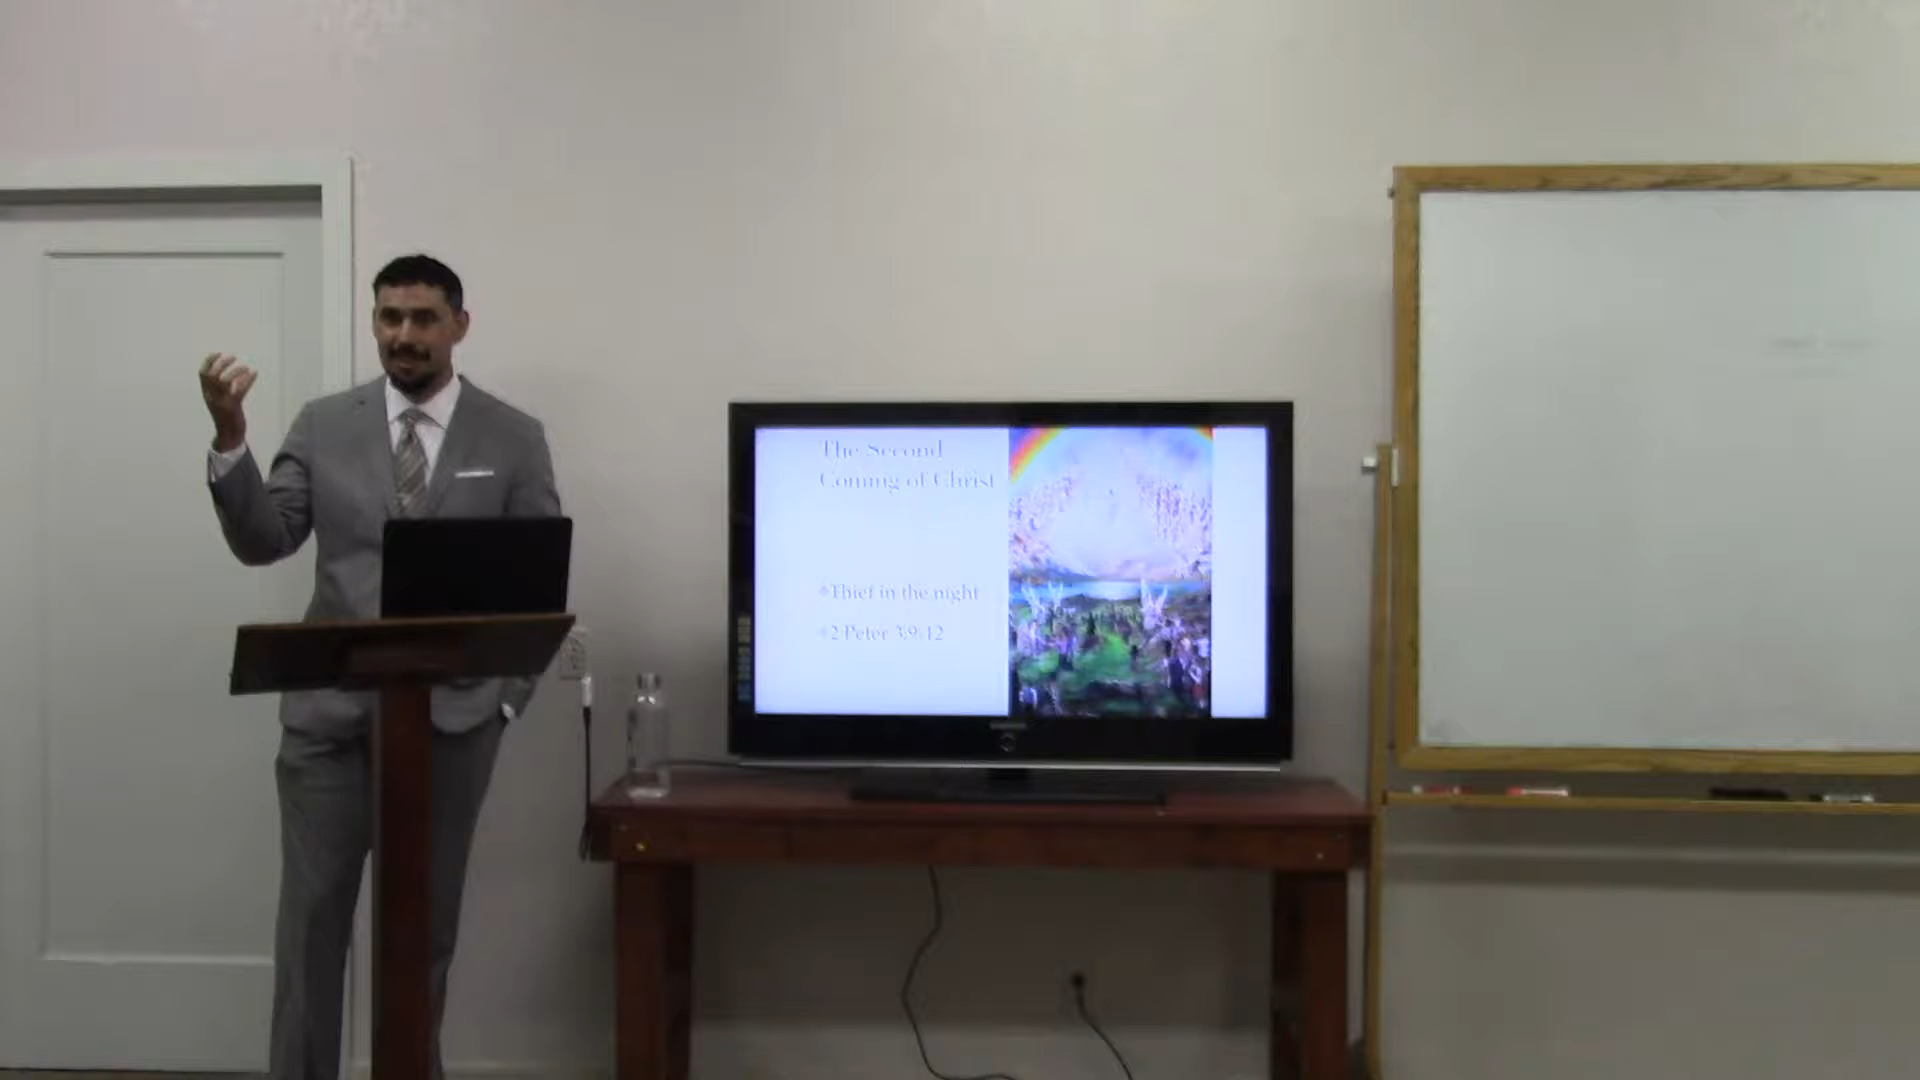 The Second
Coming of Christ
Thief in the night
2 Peter 3:9-12